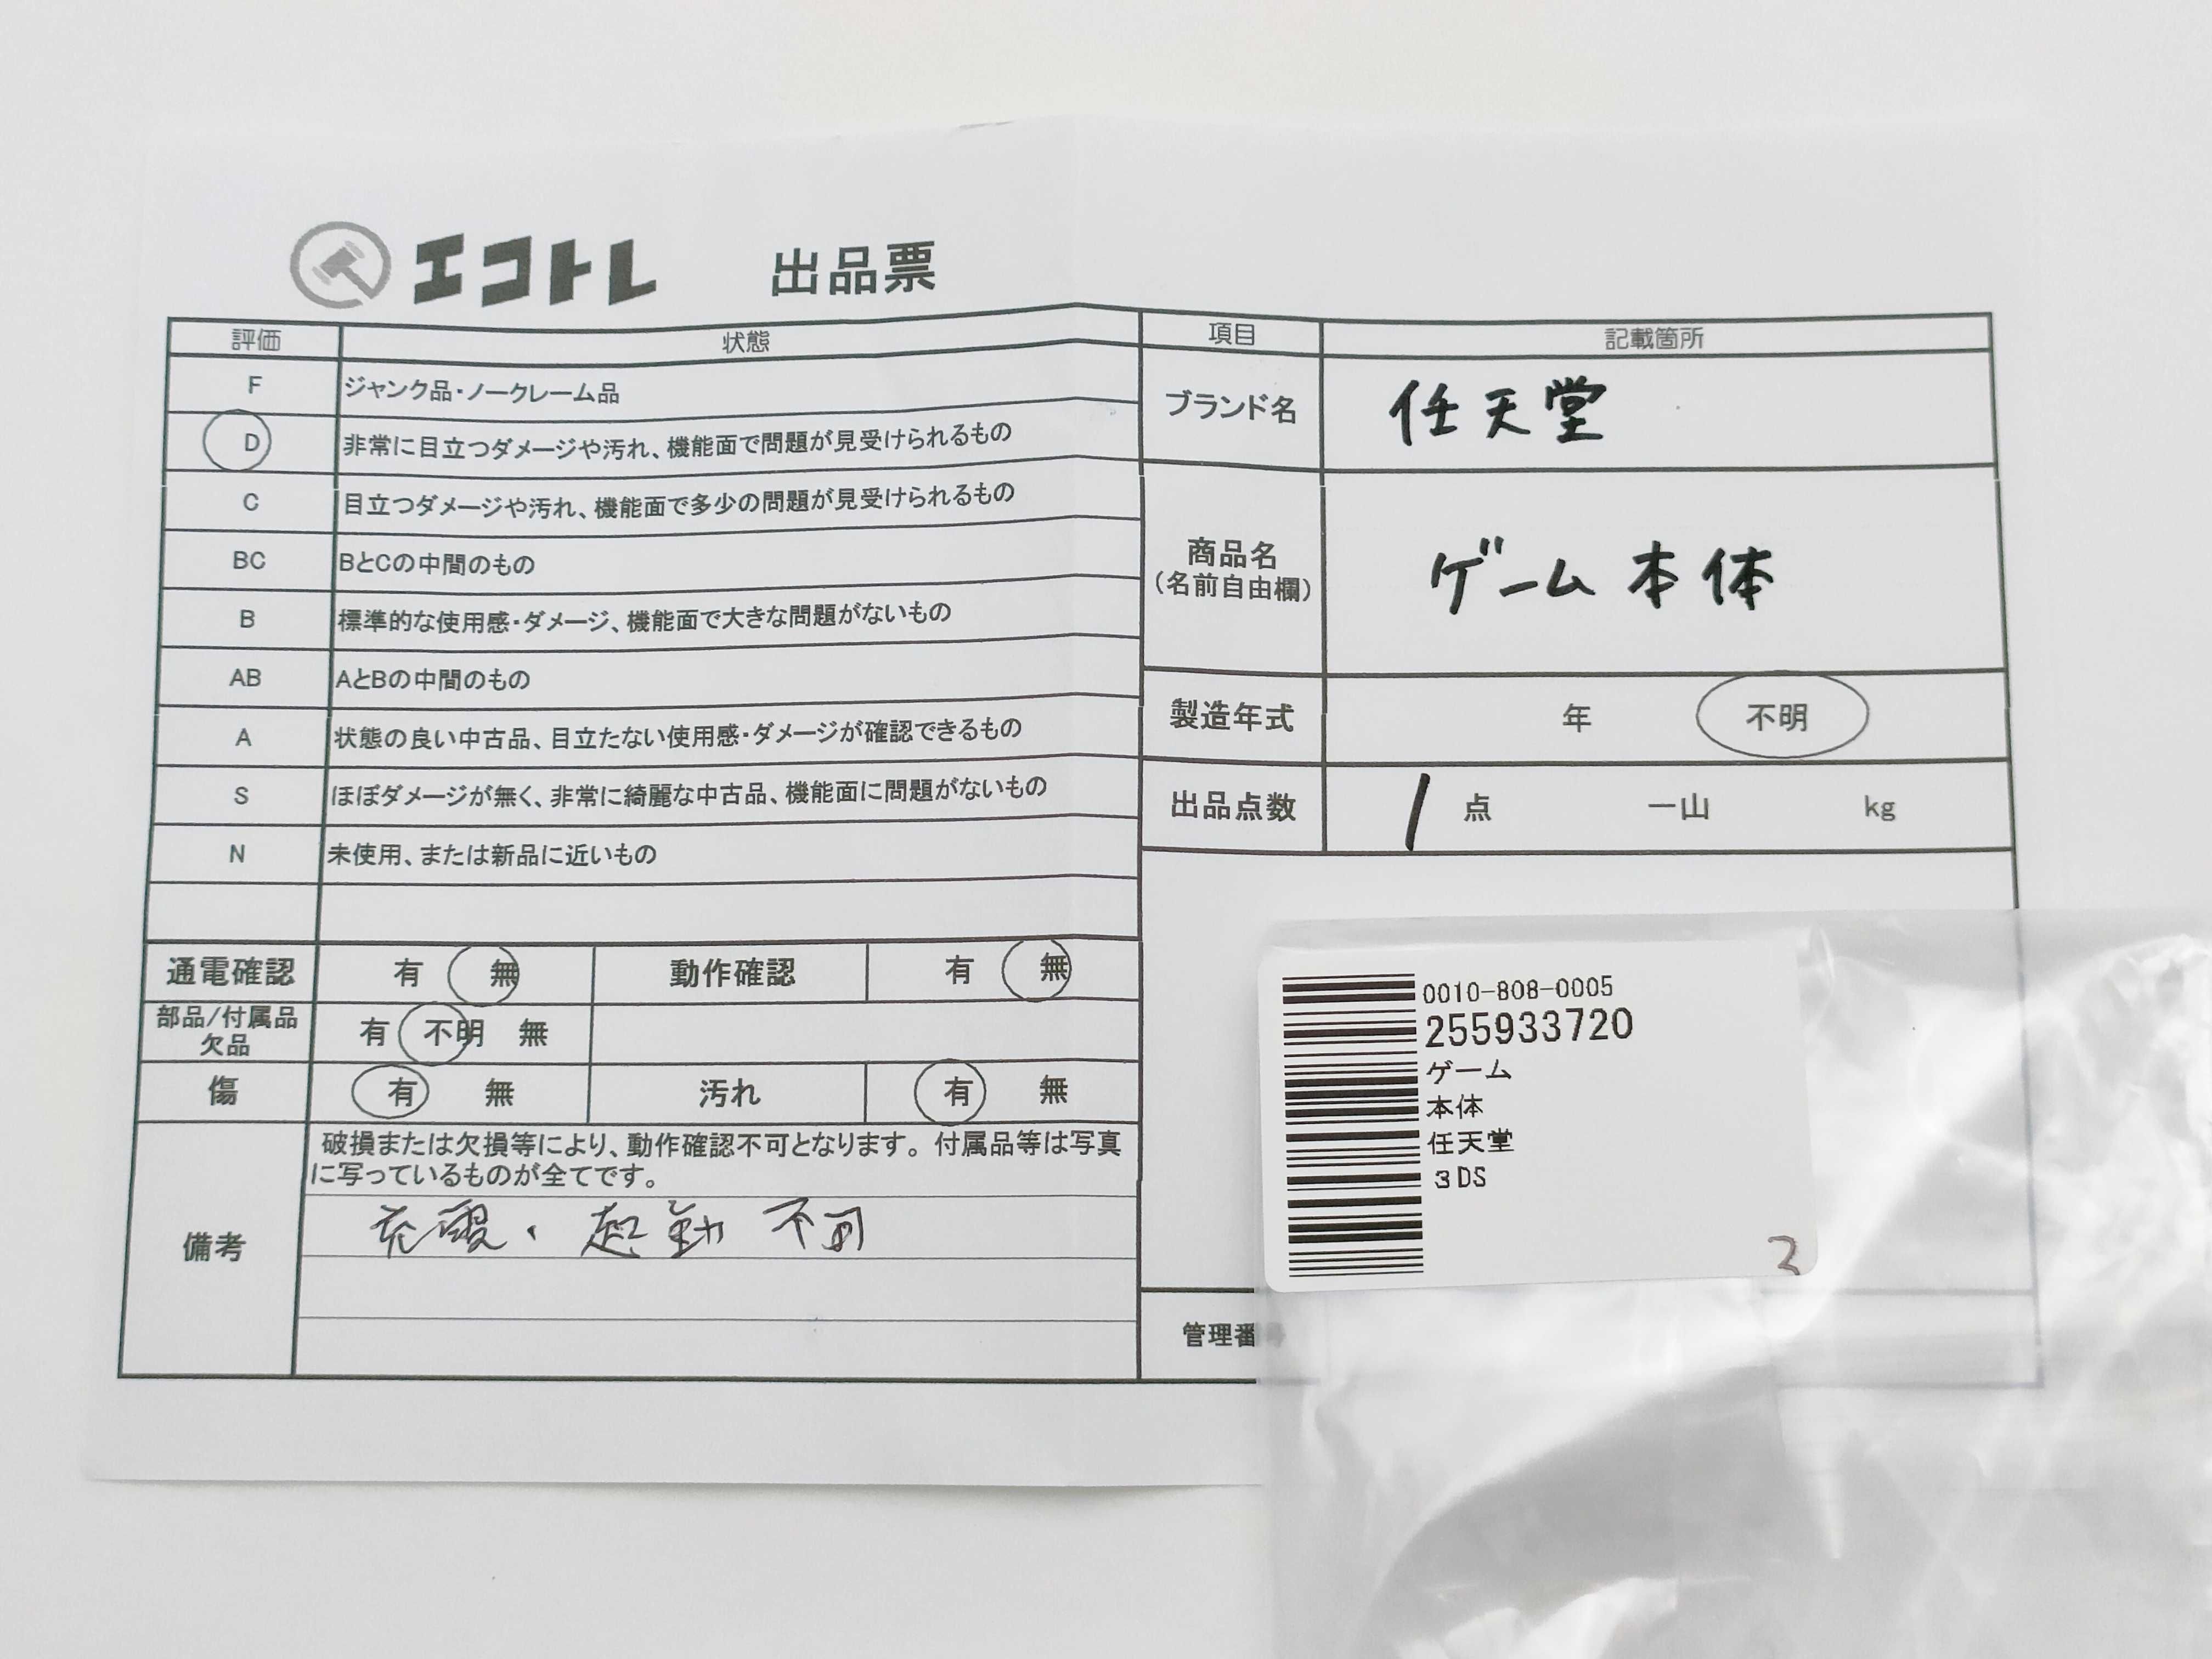 エコトレ 出品票
評価 状態
F ジャンク品・ノークレーム品
D 非常に目立つダメージや汚れ、機能面で問題が見受けられるもの
C 目立つダメージや汚れ、機能面で多少の問題が見受けられるもの
BC BとCの中間のもの
B 標準的な使用感・ダメージ、機能面で大きな問題がないもの
AB AとBの中間のもの
A 状態の良い中古品、目立たない使用感・ダメージが確認できるもの
S ほぼダメージが無く、非常に綺麗な中古品、機能面に問題がないもの
N 未使用、または新品に近いもの
通電確認 有 無 動作確認 有 無
部品/付属品
欠品 有 不明 無
傷 有 無 汚れ 有 無
備考
破損または欠損等により、動作確認不可となります。付属品等は写真
に写っているものが全てです。
充電・起動不可
項目 記載箇所
ブランド名 任天堂
商品名
(名前自由欄)
ゲーム本体
製造年式 年 不明
出品点数 1 点 一山 kg
管理番号
0010-808-0005
255933720
ゲーム
本体
任天堂
3DS
3